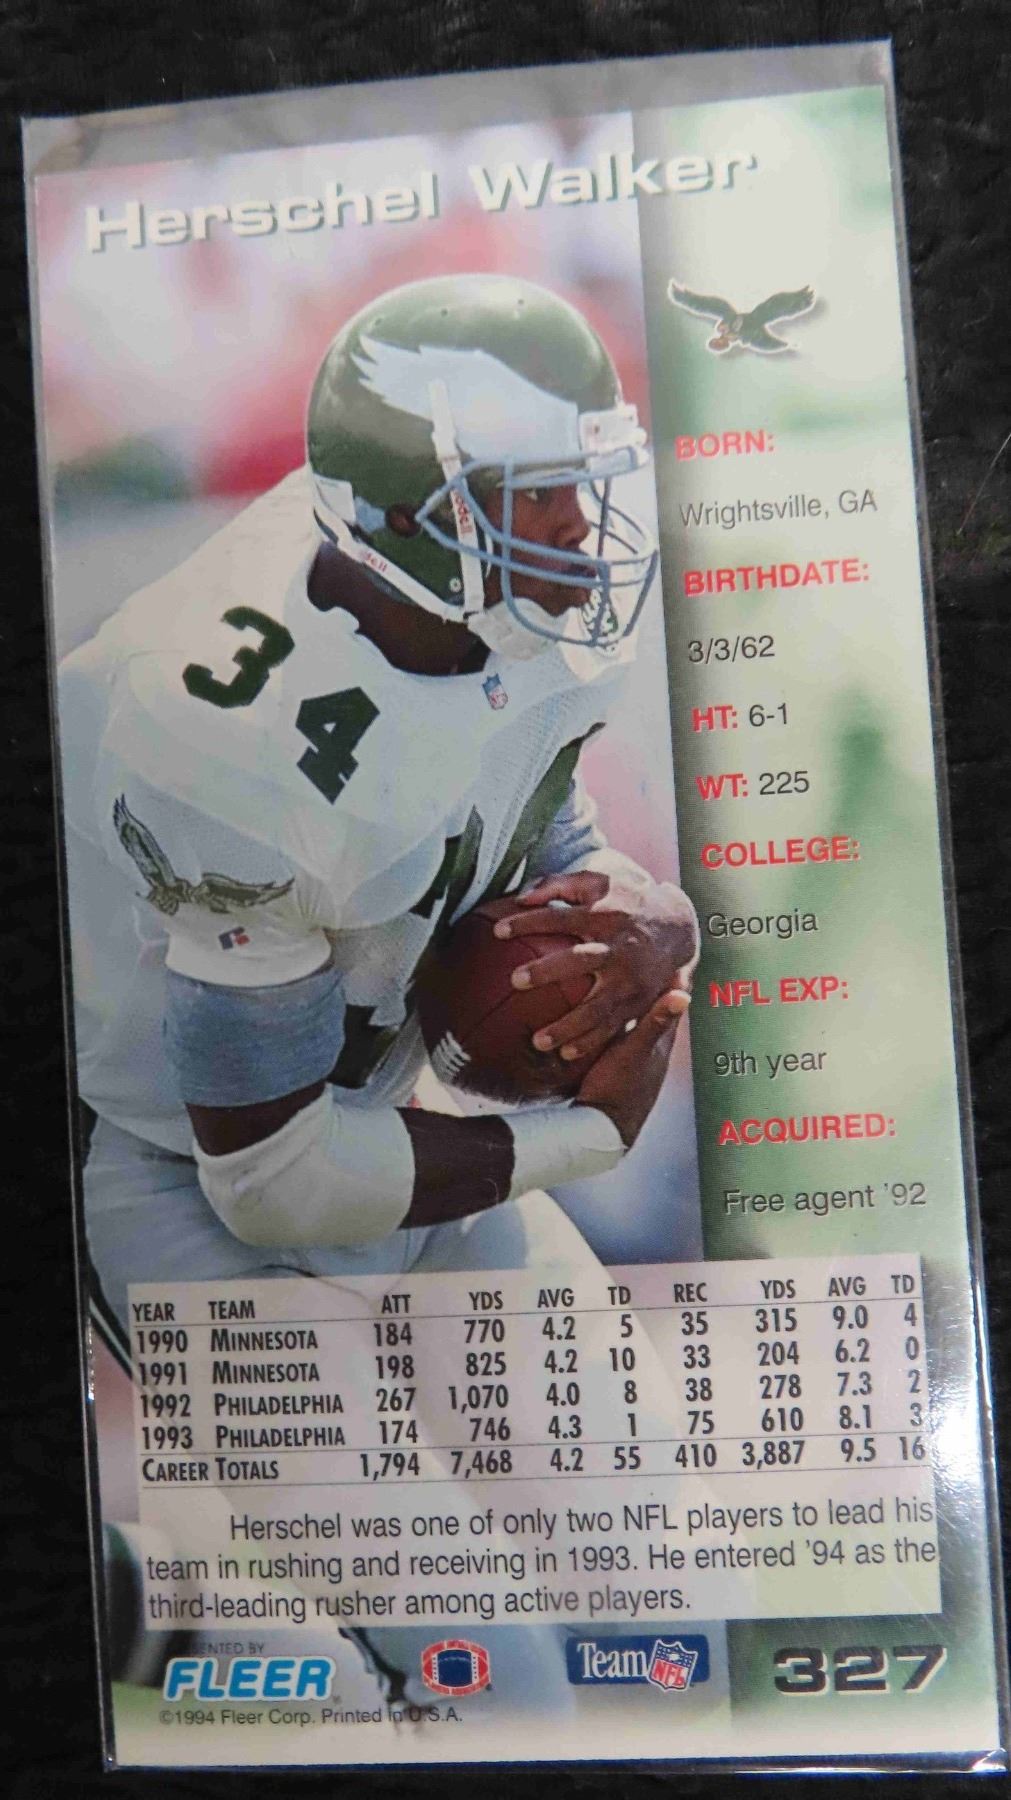 Herschel Walker
BORN:
Wrightsville, GA
BIRTHDATE:
3/3/62
HT: 6-1
WT: 225
COLLEGE:
Georgia
NFL EXP:
9th year
ACQUIRED:
Free agent '92
34
YEAR TEAM ATT YDS AVG TD REC YDS AVG TD
1990 MINNESOTA 184 770 4.2 5 35 315 9.0 4
1991 MINNESOTA 198 825 4.2 10 33 204 6.2 0
1992 PHILADELPHIA 267 1,070 4.0 8 38 278 7.3 2
1993 PHILADELPHIA 174 746 4.3 1 75 610 8.1 3
CAREER TOTALS 1,794 7,468 4.2 55 410 3,887 9.5 16
Herschel was one of only two NFL players to lead his
team in rushing and receiving in 1993. He entered '94 as the
third-leading rusher among active players.
FLEER
©1994 Fleer Corp. Printed in U.S.A.
Team NFL
327